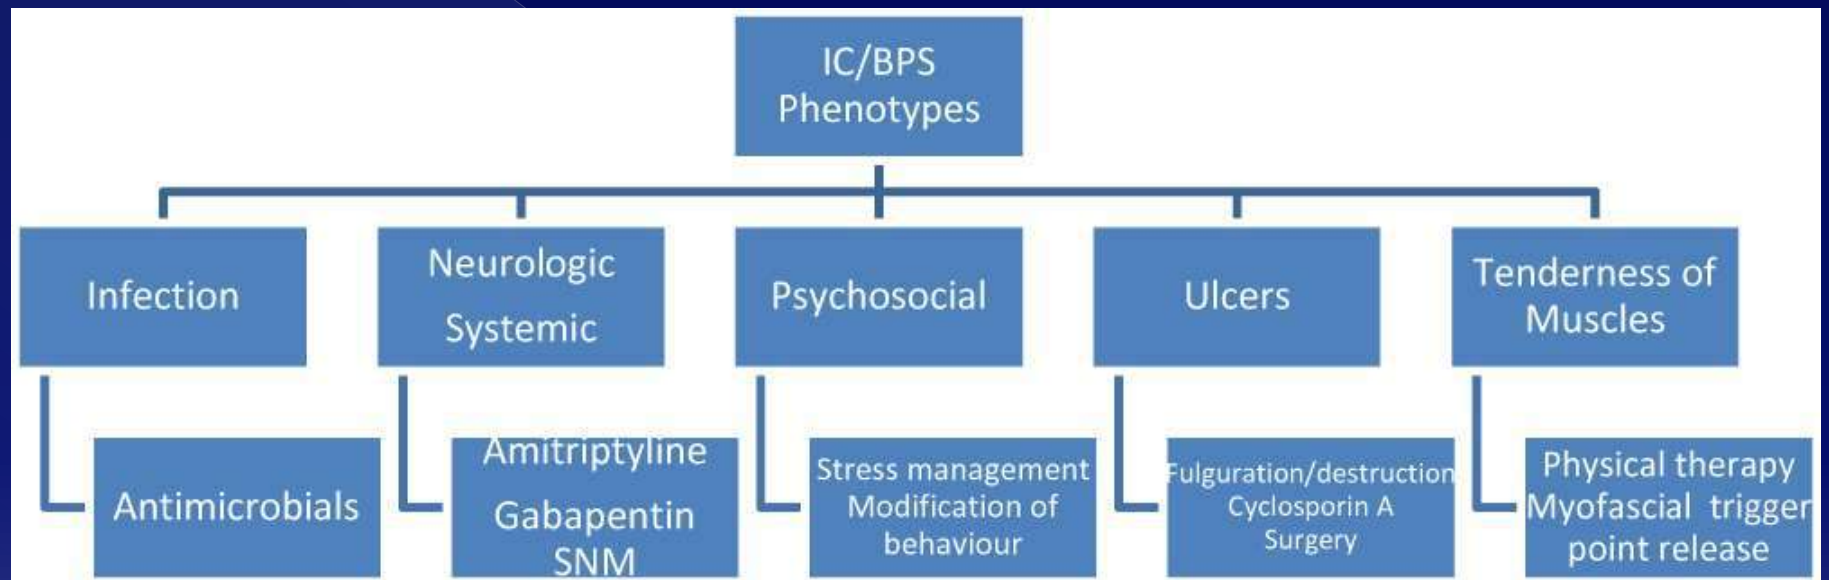 IC/BPS
Phenotypes
Infection
Neurologic
Systemic
Psychosocial
Ulcers
Tenderness of
Muscles
Antimicrobials
Amitriptyline
Gabapentin
SNM
Stress management
Modification of
behaviour
Fulguration/destruction
Cyclosporin A
Surgery
Physical therapy
Myofascial trigger
point release